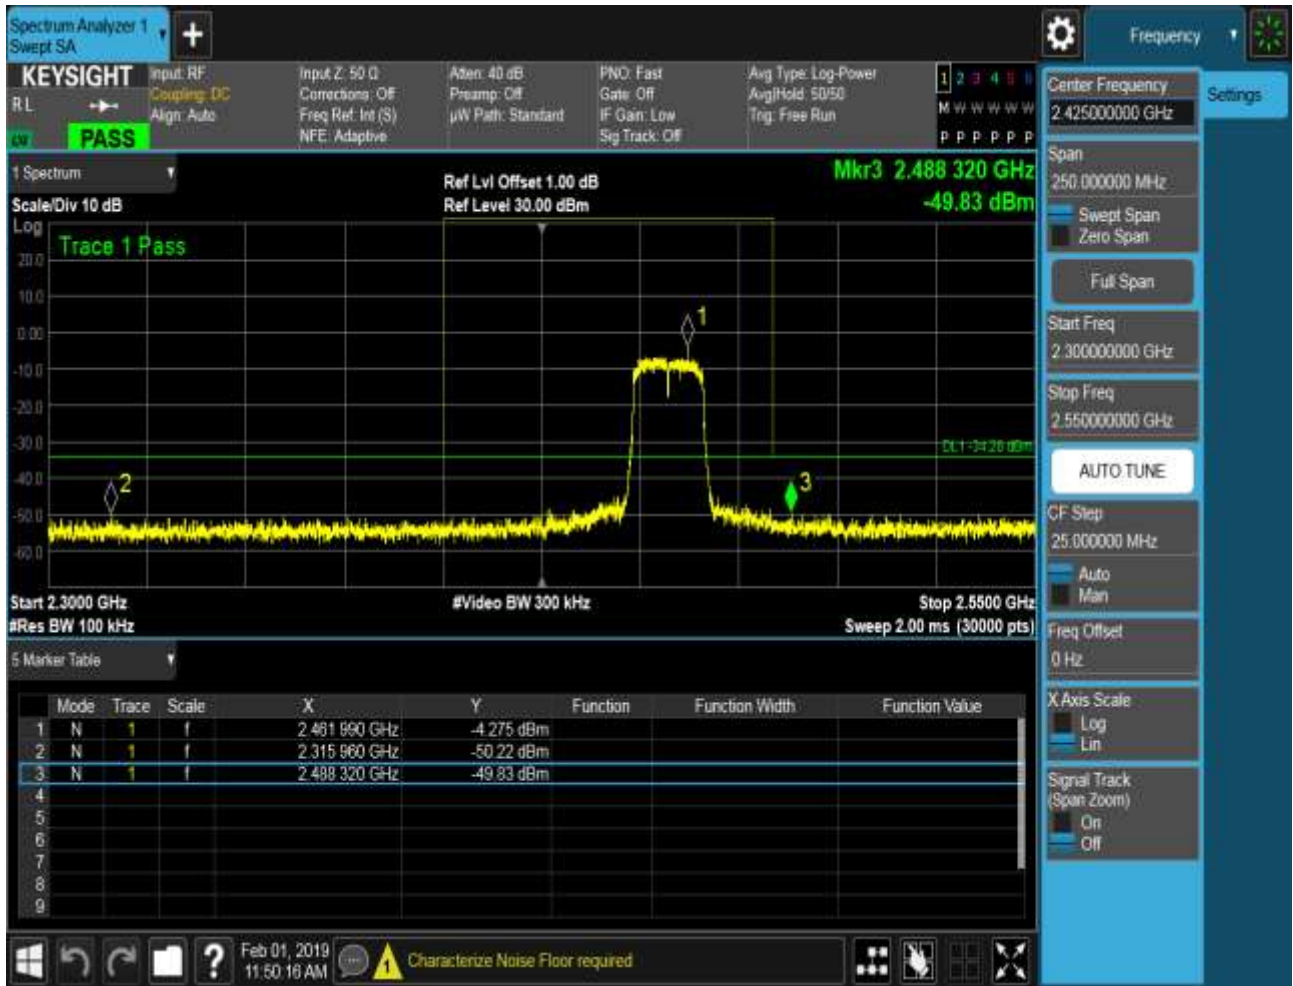 Spectrum Analyzer 1
Swept SA
Frequency
KEYSIGHT
R L
PASS
Input: RF
Coupling: DC
Align: Auto
Input Z: 50 Ω
Corrections: Off
Freq Ref: Int (S)
NFE: Adaptive
Atten: 40 dB
Preamp: Off
µW Path: Standard
PNO: Fast
Gate: Off
IF Gain: Low
Sig Track: Off
Avg Type: Log-Power
Avg|Hold: 50/50
Trig: Free Run
1 2 3 4 5 6
M W W W W W
P P P P P P
Center Frequency
2.425000000 GHz
Settings
Span
250.000000 MHz
Swept Span
Zero Span
Full Span
Start Freq
2.300000000 GHz
Stop Freq
2.550000000 GHz
AUTO TUNE
CF Step
25.000000 MHz
Auto
Man
Freq Offset
0 Hz
X Axis Scale
Log
Lin
Signal Track
(Span Zoom)
On
Off
1 Spectrum
Scale/Div 10 dB
Ref Lvl Offset 1.00 dB
Ref Level 30.00 dBm
Mkr3 2.488 320 GHz
-49.83 dBm
Log
Trace 1 Pass
20.0
10.0
0.00
-10.0
-20.0
-30.0
-40.0
-50.0
-60.0
1
2
3
DL1 -34.28 dBm
Start 2.3000 GHz
#Video BW 300 kHz
Stop 2.5500 GHz
#Res BW 100 kHz
Sweep 2.00 ms (30000 pts)
5 Marker Table
Mode Trace Scale X Y Function Function Width Function Value
1 N 1 f 2.461 990 GHz -4.275 dBm
2 N 1 f 2.315 960 GHz -50.22 dBm
3 N 1 f 2.488 320 GHz -49.83 dBm
4
5
6
7
8
9
Feb 01, 2019
11:50:16 AM
1
Characterize Noise Floor required